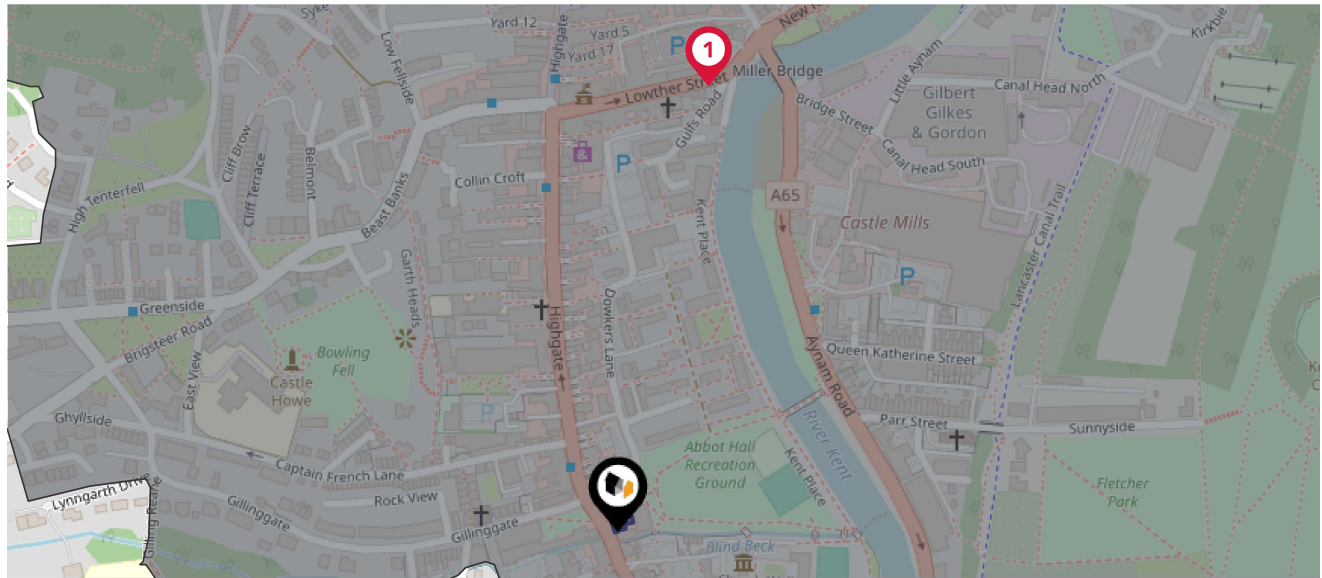 Syke
Yard 12
Highgate
Yard 5
Yard 17
P
1
Low Fellside
Miller Bridge
Lowther Street
Gulfs Road
Little Aynam
Kirkbie
Canal Head North
Bridge Street
Gilbert
Gilkes
& Gordon
Canal Head South
Cliff Brow
Cliff Terrace
Belmont
&
P
Collin Croft
High Tenterfell
Beast Banks
Kent Place
A65
Castle Mills
P
Lancaster Canal Trail
Garth Heads
Greenside
Brigsteer Road
East View
Bowling
Fell
Castle
Howe
Highgate
Dowkers Lane
Aynam Road
Queen Katherine Street
Ghyllside
P
Parr Street
Sunnyside
River Kent
Captain French Lane
Rock View
Abbot Hall
Recreation
Ground
Kent Place
Fletcher
Park
Lynngarth Drive
Gillinggate
Gillinggate
Blind Beck